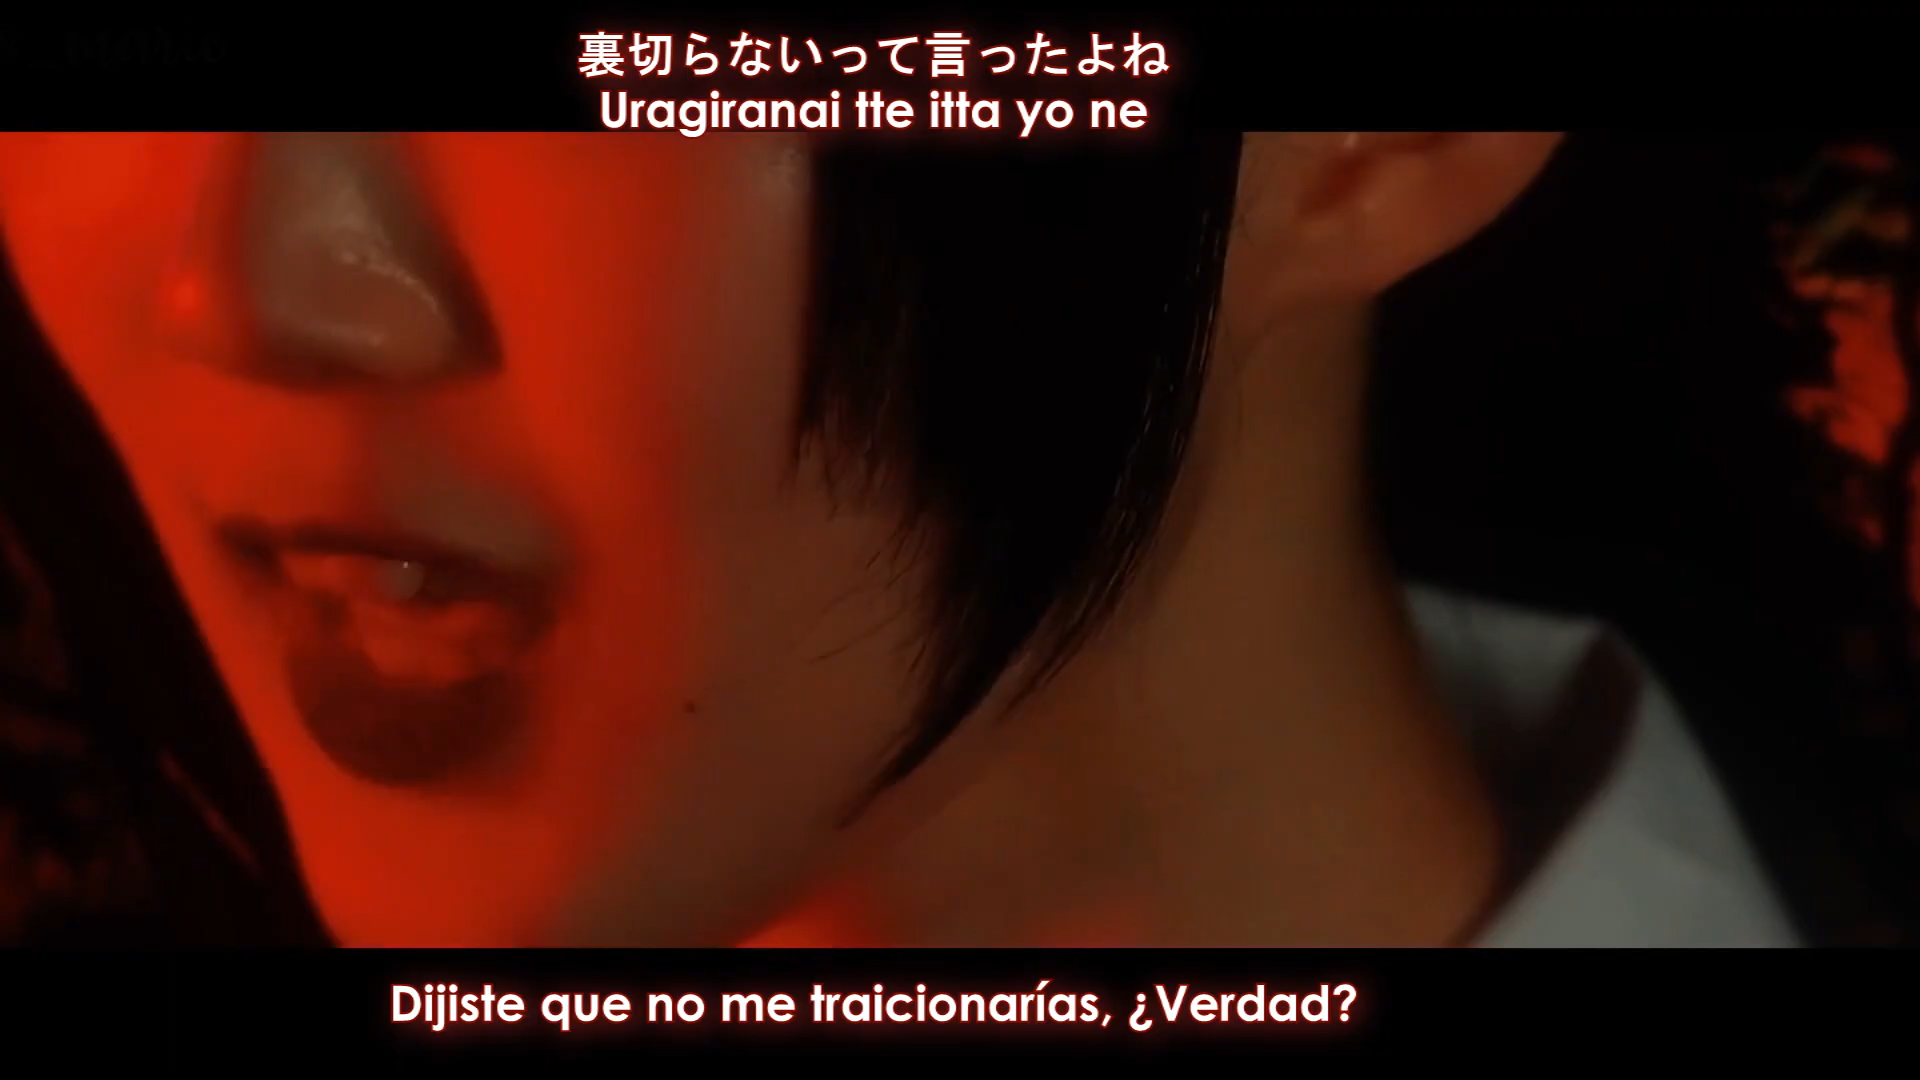 裏切らないって言ったよね
Uragiranai tte itta yo ne
Dijiste que no me traicionarías, ¿Verdad?